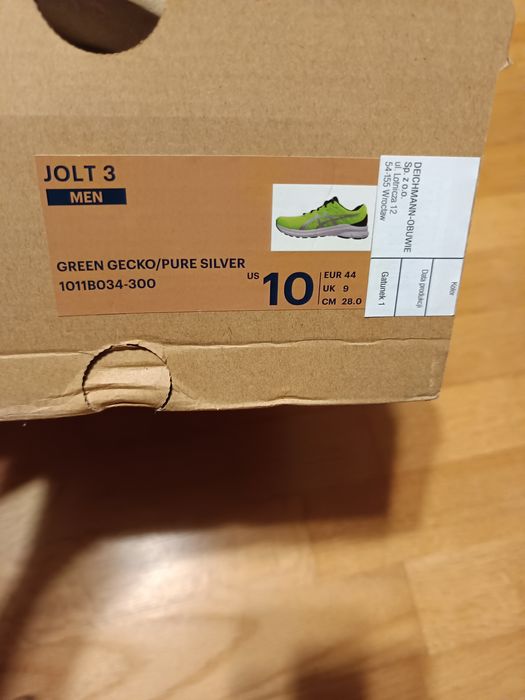 JOLT 3
MEN
GREEN GECKO/PURE SILVER
1011B034-300
US 10
EUR 44
UK 9
CM 28.0
DEICHMANN-OBUWIE
Sp. z o.o.
ul. Lotnicza 12
54-155 Wrocław
Gatunek 1
Data produkcji
Kolor